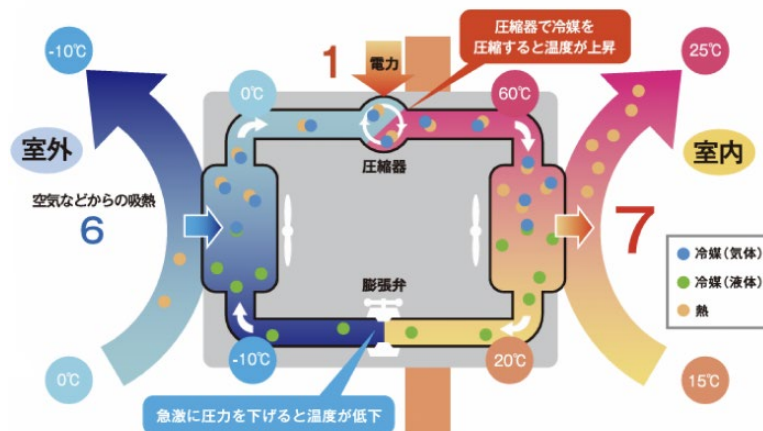 圧縮器で冷媒を
圧縮すると温度が上昇
-10℃
1
電力
25℃
0℃
60℃
室外
圧縮器
室内
空気などからの吸熱
6
7
冷媒(気体)
冷媒(液体)
熱
膨張弁
0℃
-10℃
20℃
15℃
急激に圧力を下げると温度が低下